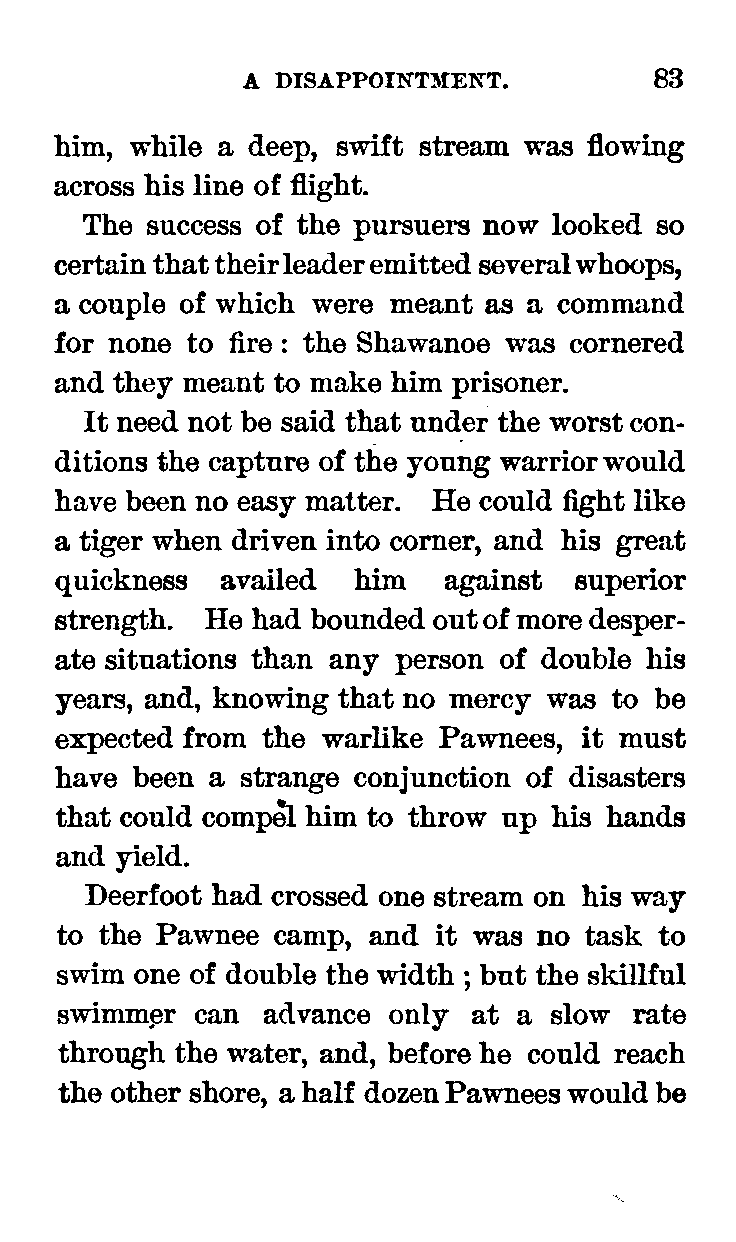 A DISAPPOINTMENT. 83
him, while a deep, swift stream was flowing
across his line of flight.
The success of the pursuers now looked so
certain that their leader emitted several whoops,
a couple of which were meant as a command
for none to fire : the Shawanoe was cornered
and they meant to make him prisoner.
It need not be said that under the worst con-
ditions the capture of the young warrior would
have been no easy matter. He could fight like
a tiger when driven into corner, and his great
quickness availed him against superior
strength. He had bounded out of more desper-
ate situations than any person of double his
years, and, knowing that no mercy was to be
expected from the warlike Pawnees, it must
have been a strange conjunction of disasters
that could compel him to throw up his hands
and yield.
Deerfoot had crossed one stream on his way
to the Pawnee camp, and it was no task to
swim one of double the width ; but the skillful
swimmer can advance only at a slow rate
through the water, and, before he could reach
the other shore, a half dozen Pawnees would be